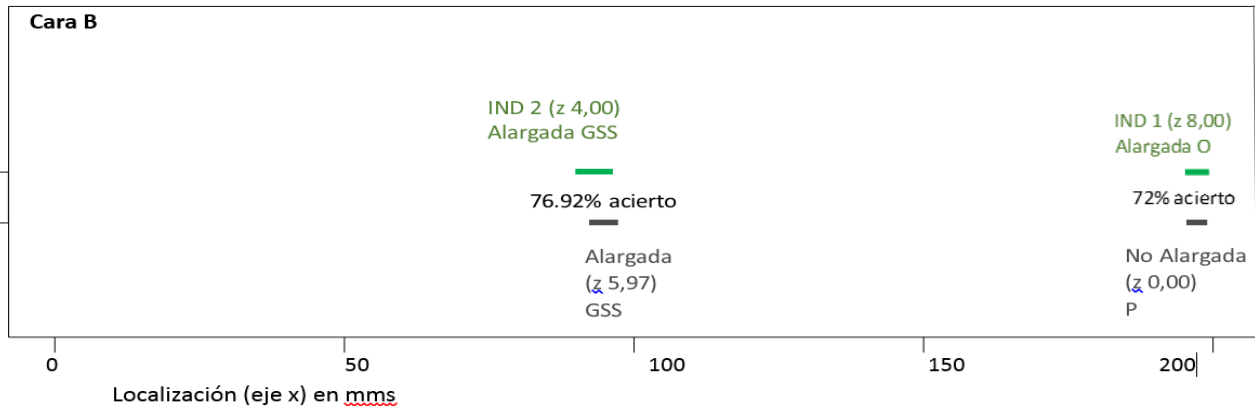 Cara B
IND 2 (z 4,00)
Alargada GSS
IND 1 (z 8,00)
Alargada O
76.92% acierto
72% acierto
Alargada
(z 5,97)
GSS
No Alargada
(z 0,00)
P
0 50 100 150 200
Localización (eje x) en mms